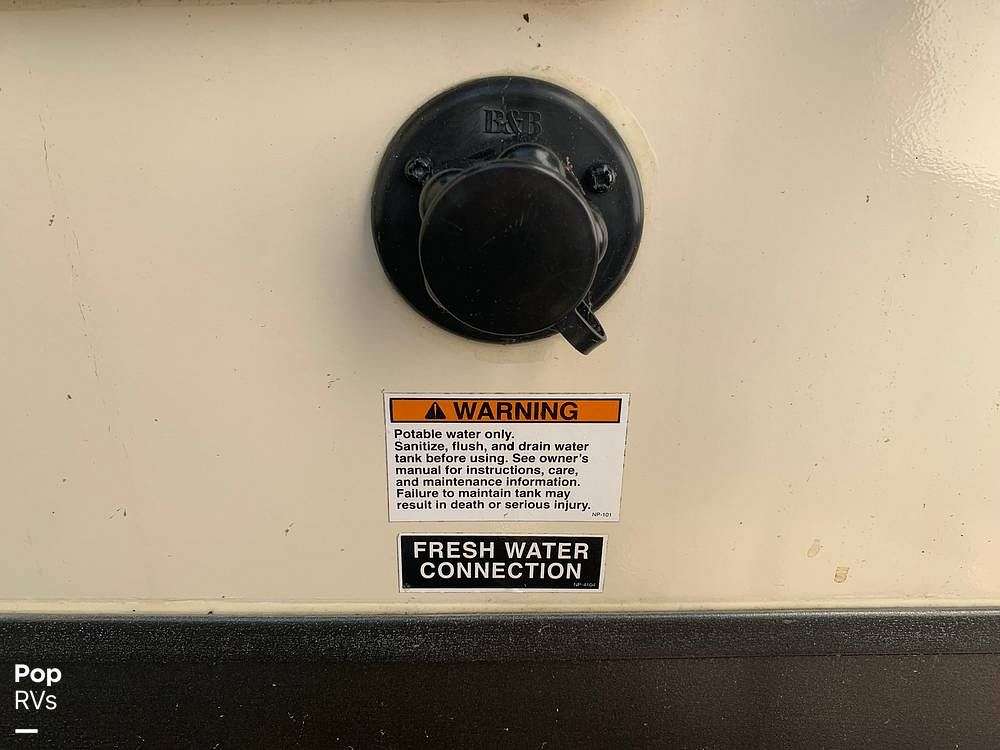 B&B
WARNING
Potable water only.
Sanitize, flush, and drain water
tank before using. See owner's
manual for instructions, care,
and maintenance information.
Failure to maintain tank may
result in death or serious injury.
NP-101
FRESH WATER
CONNECTION
NP-4104
Pop
RVs